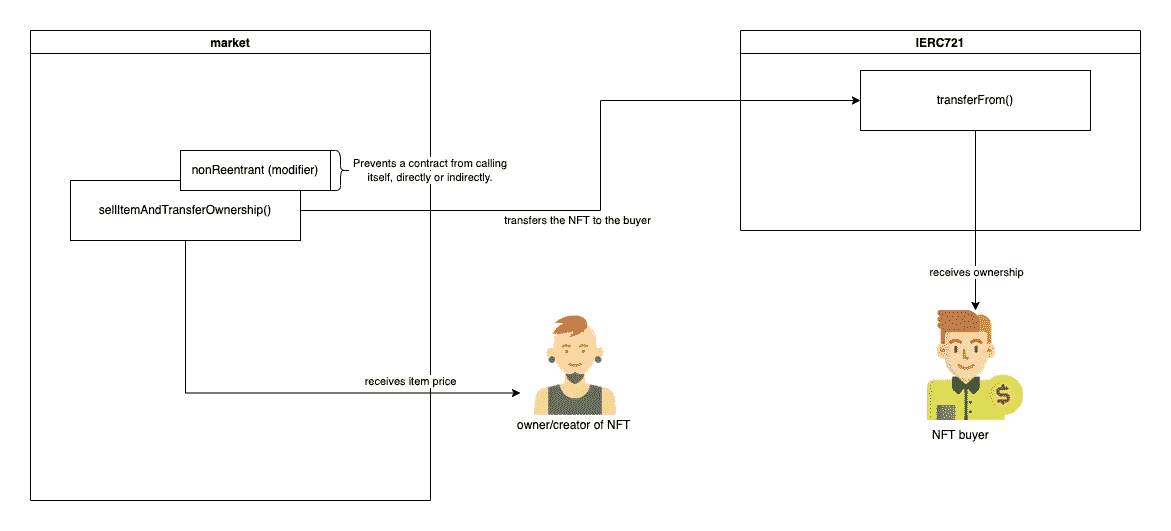 market
IERC721
transferFrom()
nonReentrant (modifier)
Prevents a contract from calling
itself, directly or indirectly.
sellItemAndTransferOwnership()
transfers the NFT to the buyer
receives ownership
receives item price
owner/creator of NFT
$
NFT buyer